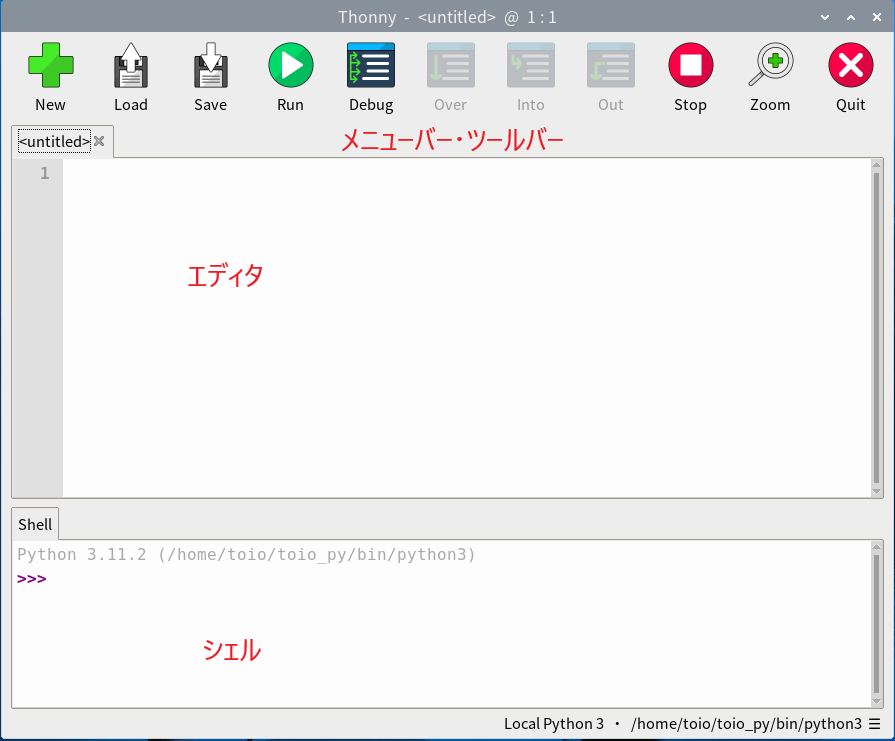 Thonny - <untitled> @ 1 : 1
New Load Save Run Debug Over Into Out Stop Zoom Quit
<untitled>
メニューバー・ツールバー
1
エディタ
Shell
Python 3.11.2 (/home/toio/toio_py/bin/python3)
>>>
シェル
Local Python 3 • /home/toio/toio_py/bin/python3 ☰